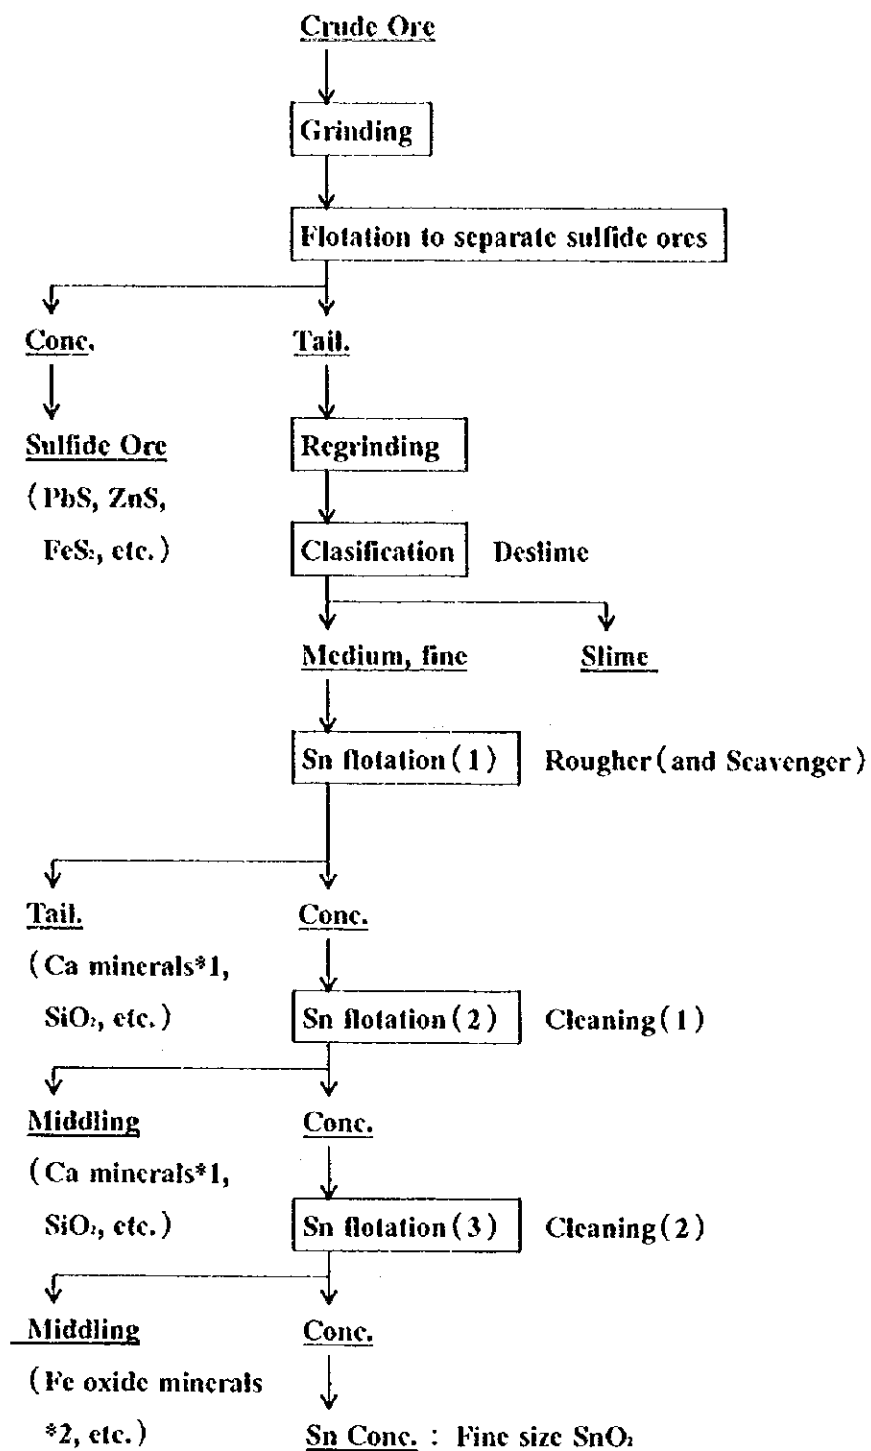 Crude Ore
Grinding
Flotation to separate sulfide ores
Conc.
Tail.
Sulfide Ore
(PbS, ZnS,
FeS₂, etc.)
Regrinding
Clasification Deslime
Medium, fine
Slime
Sn flotation(1) Rougher(and Scavenger)
Tail.
(Ca minerals*1,
SiO₂, etc.)
Conc.
Sn flotation(2) Cleaning(1)
Middling
(Ca minerals*1,
SiO₂, etc.)
Conc.
Sn flotation(3) Cleaning(2)
Middling
(Fe oxide minerals
*2, etc.)
Conc.
Sn Conc. : Fine size SnO₂